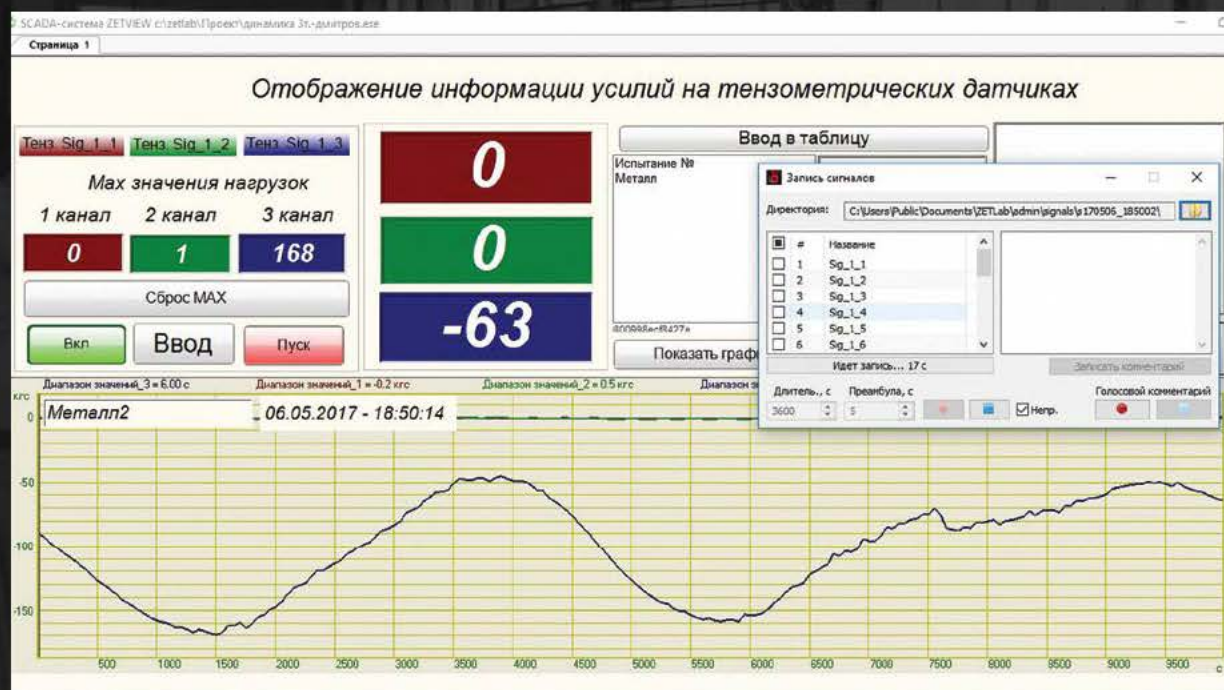 SCADA-система ZETVIEW c:\zetlab\Проект\динамика 3т.-дмитров.exe
Страница 1
Отображение информации усилий на тензометрических датчиках
Тенз. Sig_1_1 Тенз. Sig_1_2 Тенз. Sig_1_3
Max значения нагрузок
1 канал 2 канал 3 канал
0 1 168
Сброс MAX
Вкл Ввод Пуск
0
0
-63
Ввод в таблицу
Испытание №
Металл
Показать граф
Запись сигналов
Директория: C:\Users\Public\Documents\ZETLab\admin\signals\s170506_185002\
# Название
1 Sig_1_1
2 Sig_1_2
3 Sig_1_3
4 Sig_1_4
5 Sig_1_5
6 Sig_1_6
Идет запись... 17 с
Записать комментарий
Длитель., с Преамбула, с Голосовой комментарий
3600 5 Непр.
Диапазон значений_3 = 6.00 с Диапазон значений_1 = -0.2 кгс Диапазон значений_2 = 0.5 кгс Диапазон
кгс
Металл2 06.05.2017 - 18:50:14
0
-50
-100
-150
500 1000 1500 2000 2500 3000 3500 4000 4500 5000 5500 6000 6500 7000 7500 8000 8500 9000 9500 с